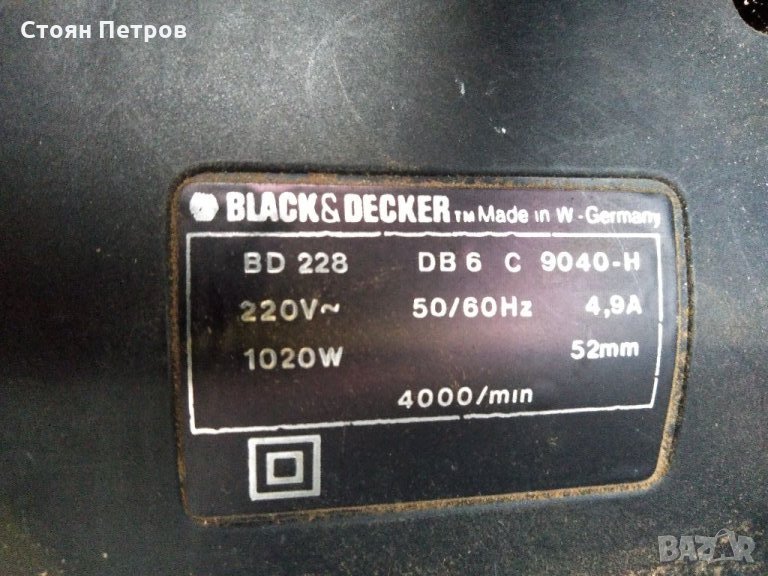 Стоян Петров
BLACK&DECKER TM Made in W-Germany
BD 228 DB 6 C 9040-H
220V~ 50/60Hz 4,9A
1020W 52mm
4000/min
BAZAR